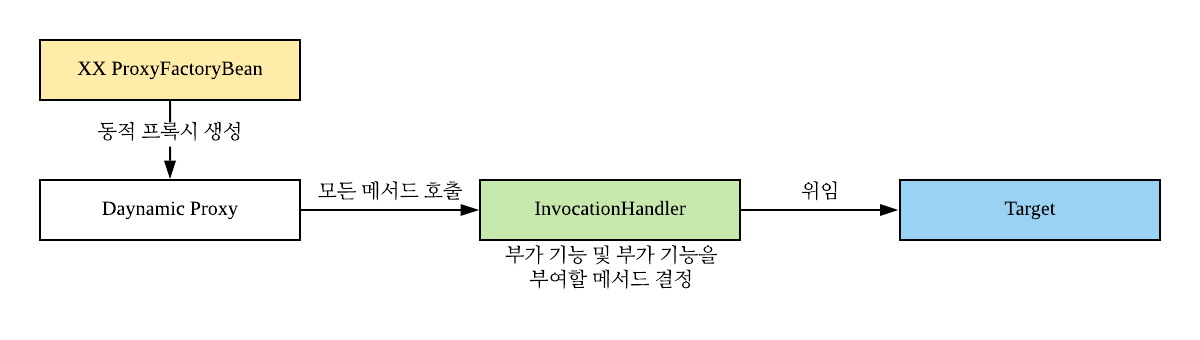 XX ProxyFactoryBean
동적 프록시 생성
Daynamic Proxy
모든 메서드 호출
InvocationHandler
위임
Target
부가 기능 및 부가 기능을
부여할 메서드 결정